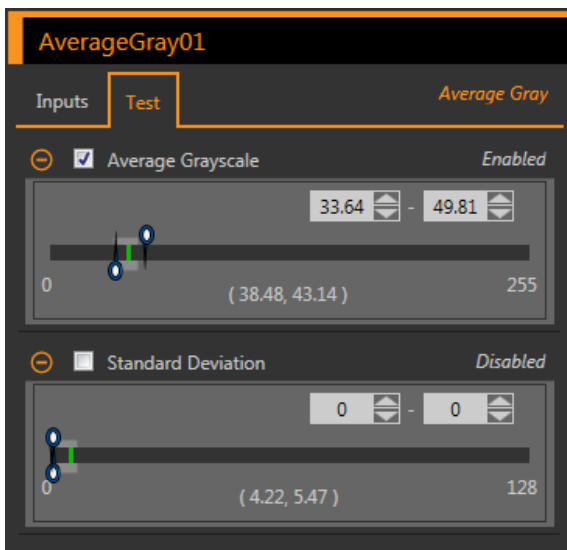 AverageGray01
Inputs Test Average Gray
Average Grayscale Enabled
33.64 - 49.81
0 255
( 38.48, 43.14 )
Standard Deviation Disabled
0 - 0
0 128
( 4.22, 5.47 )